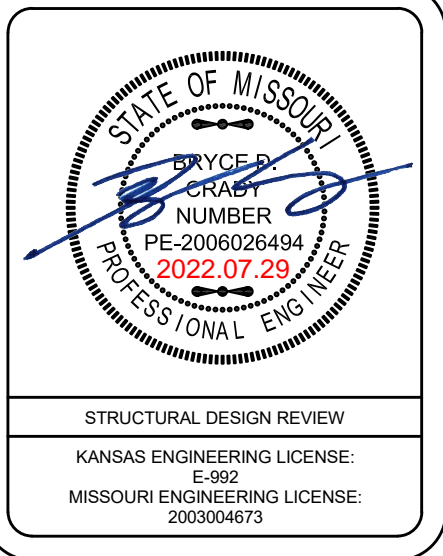 STATE OF MISSOURI
BRYCE D.
CRADY
NUMBER
PE-2006026494
2022.07.29
PROFESSIONAL ENGINEER
STRUCTURAL DESIGN REVIEW
KANSAS ENGINEERING LICENSE:
E-992
MISSOURI ENGINEERING LICENSE:
2003004673